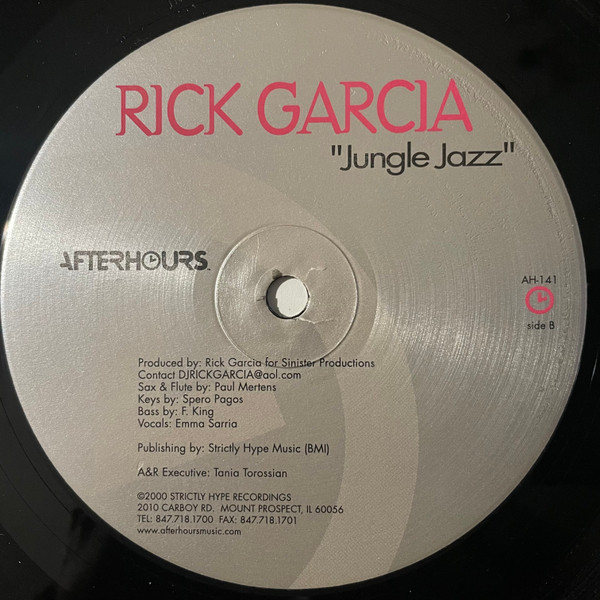 RICK GARCIA
"Jungle Jazz"
AFTERHOURS
AH-141
side B
Produced by: Rick Garcia for Sinister Productions
Contact DJRICKGARCIA@aol.com
Sax & Flute by: Paul Mertens
Keys by: Spero Pagos
Bass by: F. King
Vocals: Emma Sarria
Publishing by: Strictly Hype Music (BMI)
A&R Executive: Tania Torossian
©2000 STRICTLY HYPE RECORDINGS
2010 CARBOY RD. MOUNT PROSPECT, IL 60056
TEL: 847.718.1700 FAX: 847.718.1701
www.afterhoursmusic.com